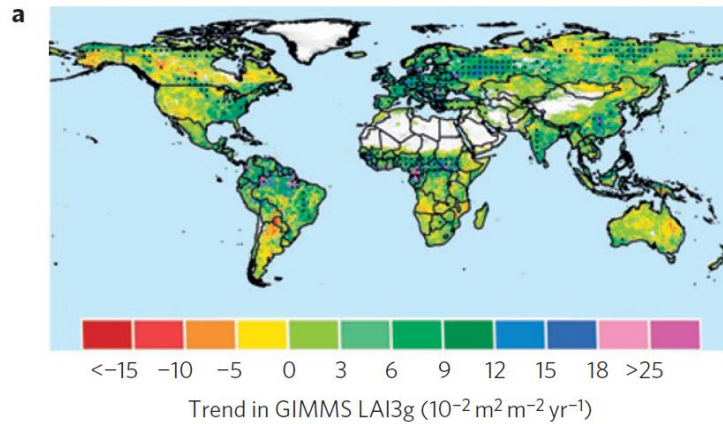 a
<−15 −10 −5 0 3 6 9 12 15 18 >25
Trend in GIMMS LAI3g (10⁻² m² m⁻² yr⁻¹)